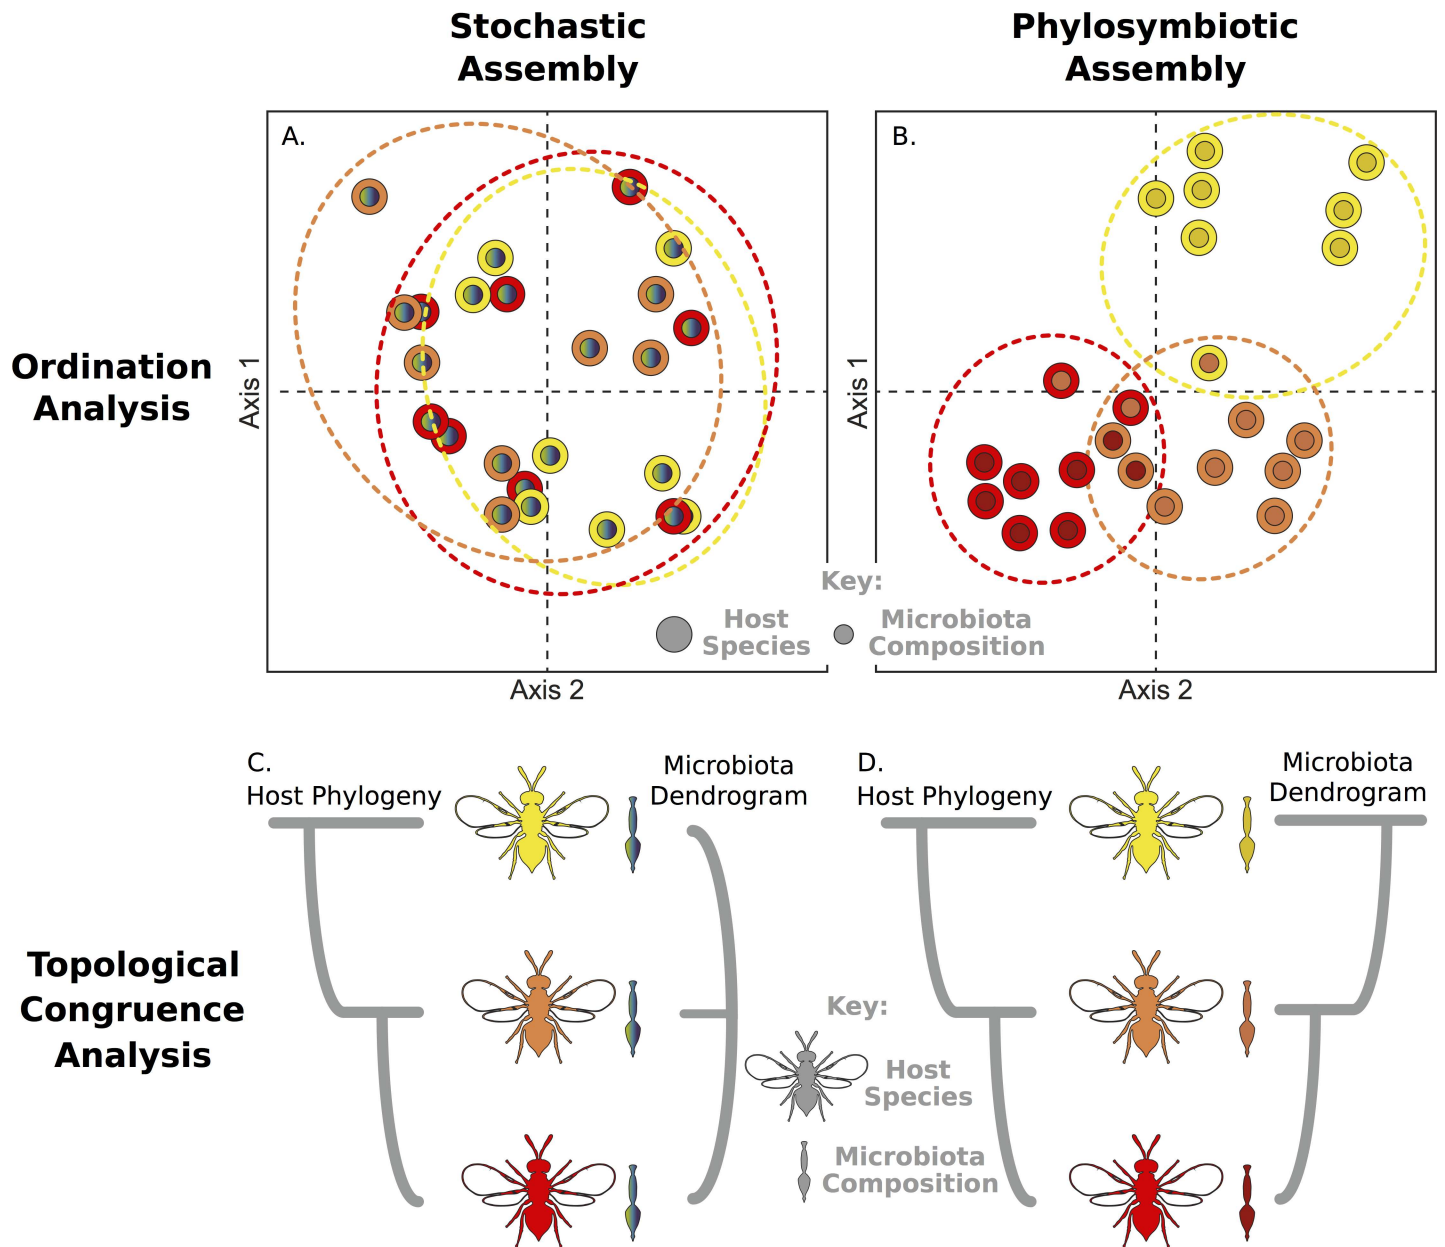 Stochastic
Assembly
Phylosymbiotic
Assembly
A.
B.
Ordination
Analysis
Axis 1
Axis 1
Key:
Host
Species
Microbiota
Composition
Axis 2
Axis 2
C.
Host Phylogeny
Microbiota
Dendrogram
D.
Host Phylogeny
Microbiota
Dendrogram
Topological
Congruence
Analysis
Key:
Host
Species
Microbiota
Composition